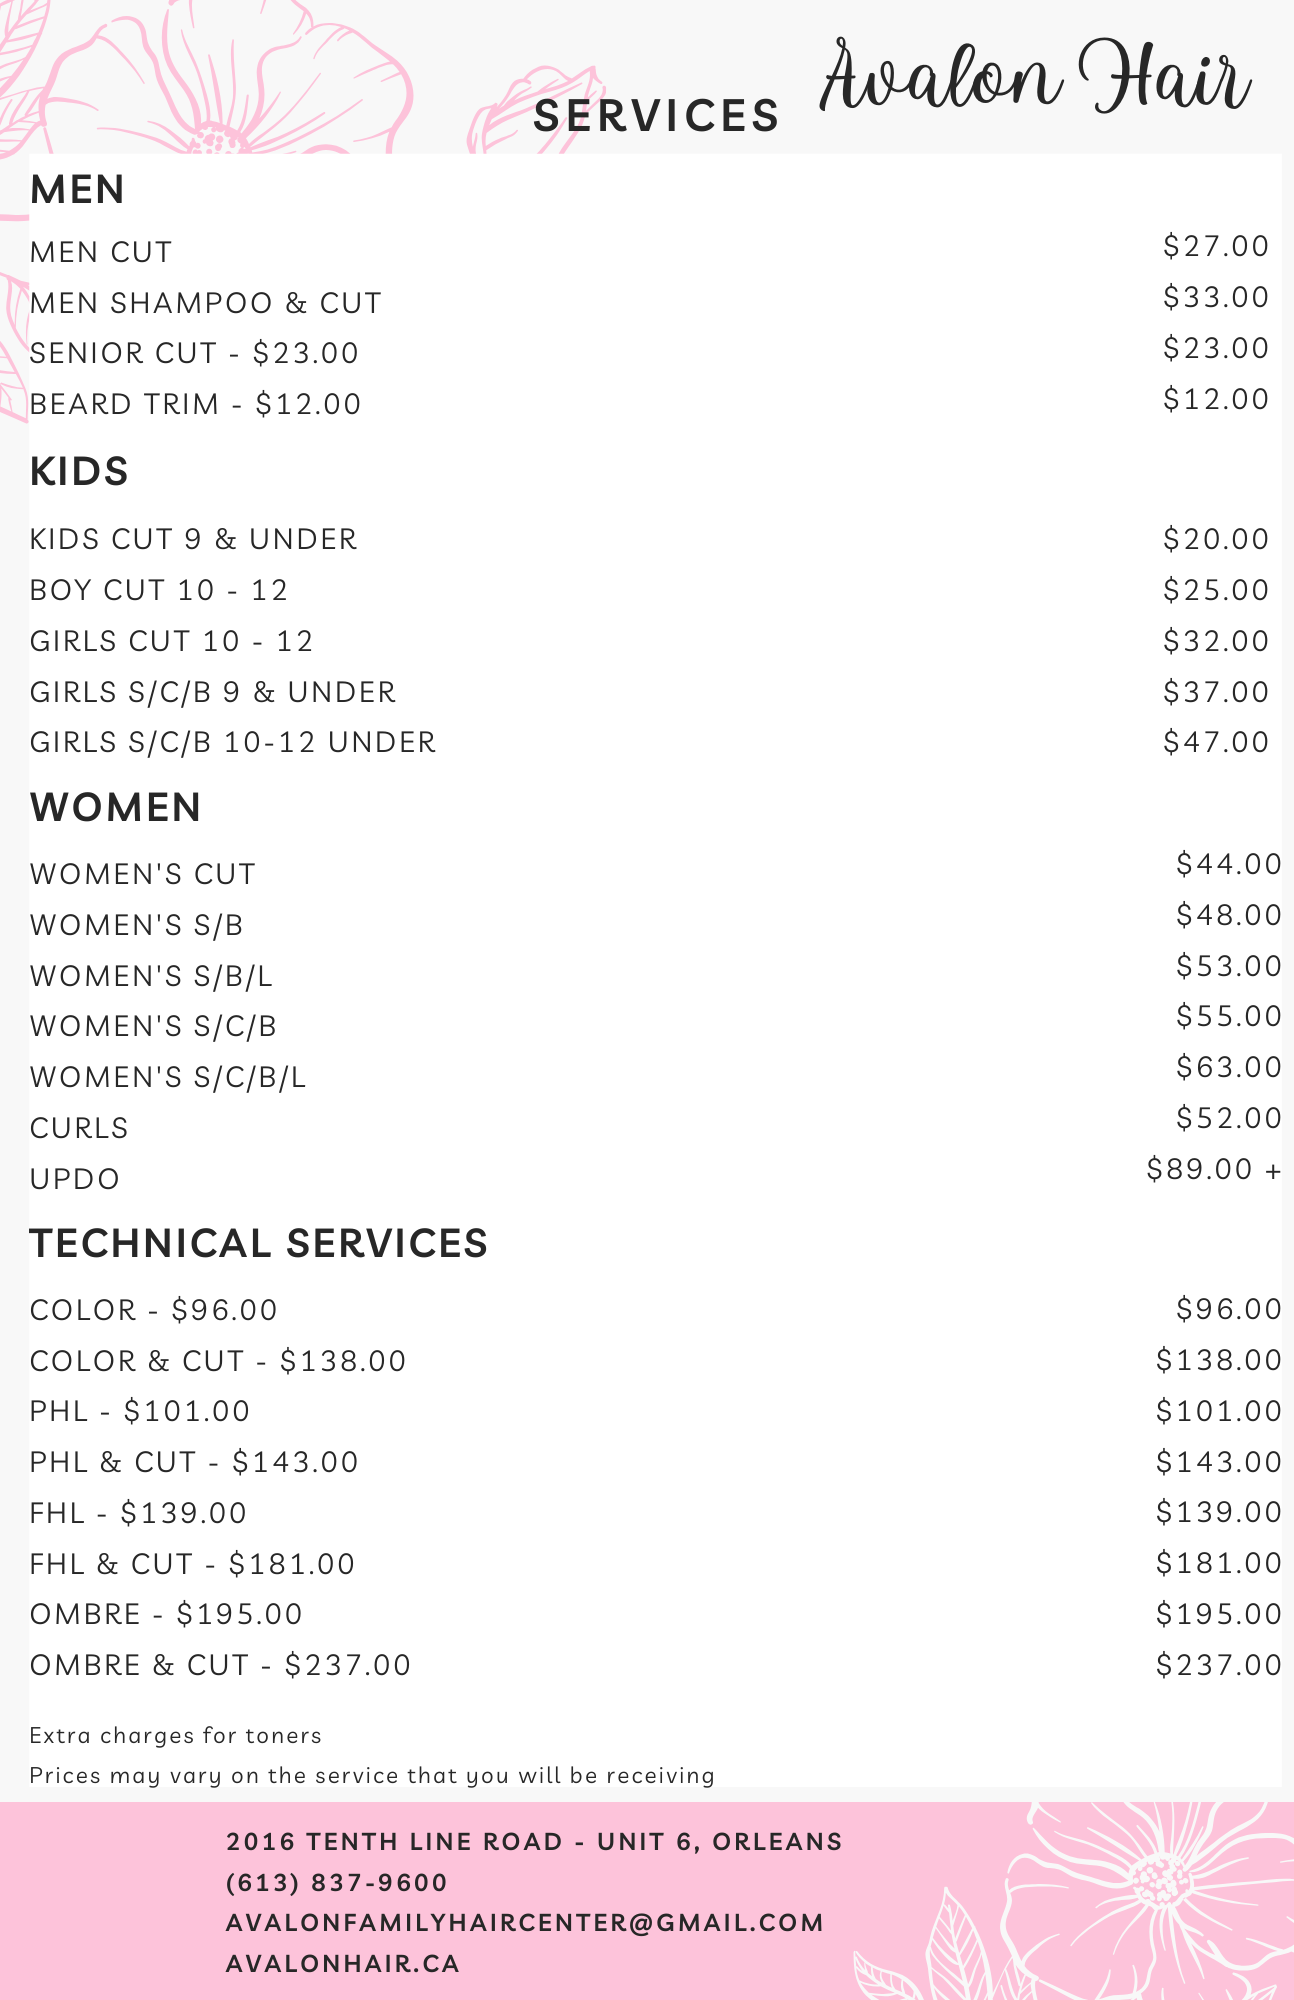 SERVICES Avalon Hair
MEN
MEN CUT $27.00
MEN SHAMPOO & CUT $33.00
SENIOR CUT - $23.00 $23.00
BEARD TRIM - $12.00 $12.00
KIDS
KIDS CUT 9 & UNDER $20.00
BOY CUT 10 - 12 $25.00
GIRLS CUT 10 - 12 $32.00
GIRLS S/C/B 9 & UNDER $37.00
GIRLS S/C/B 10-12 UNDER $47.00
WOMEN
WOMEN'S CUT $44.00
WOMEN'S S/B $48.00
WOMEN'S S/B/L $53.00
WOMEN'S S/C/B $55.00
WOMEN'S S/C/B/L $63.00
CURLS $52.00
UPDO $89.00 +
TECHNICAL SERVICES
COLOR - $96.00 $96.00
COLOR & CUT - $138.00 $138.00
PHL - $101.00 $101.00
PHL & CUT - $143.00 $143.00
FHL - $139.00 $139.00
FHL & CUT - $181.00 $181.00
OMBRE - $195.00 $195.00
OMBRE & CUT - $237.00 $237.00
Extra charges for toners
Prices may vary on the service that you will be receiving
2016 TENTH LINE ROAD - UNIT 6, ORLEANS
(613) 837-9600
AVALONFAMILYHAIRCENTER@GMAIL.COM
AVALONHAIR.CA